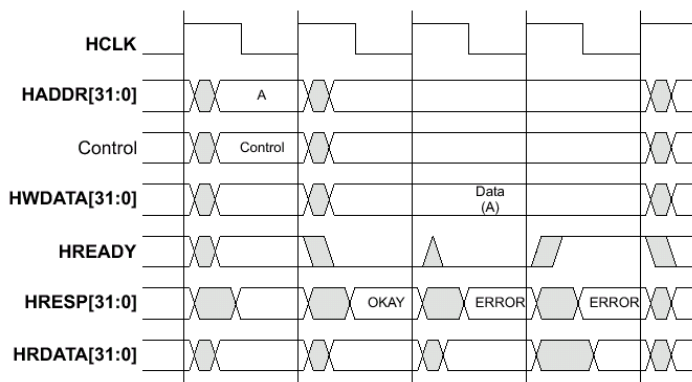 HCLK
HADDR[31:0] A
Control Control
HWDATA[31:0] Data
(A)
HREADY
HRESP[31:0] OKAY ERROR ERROR
HRDATA[31:0]